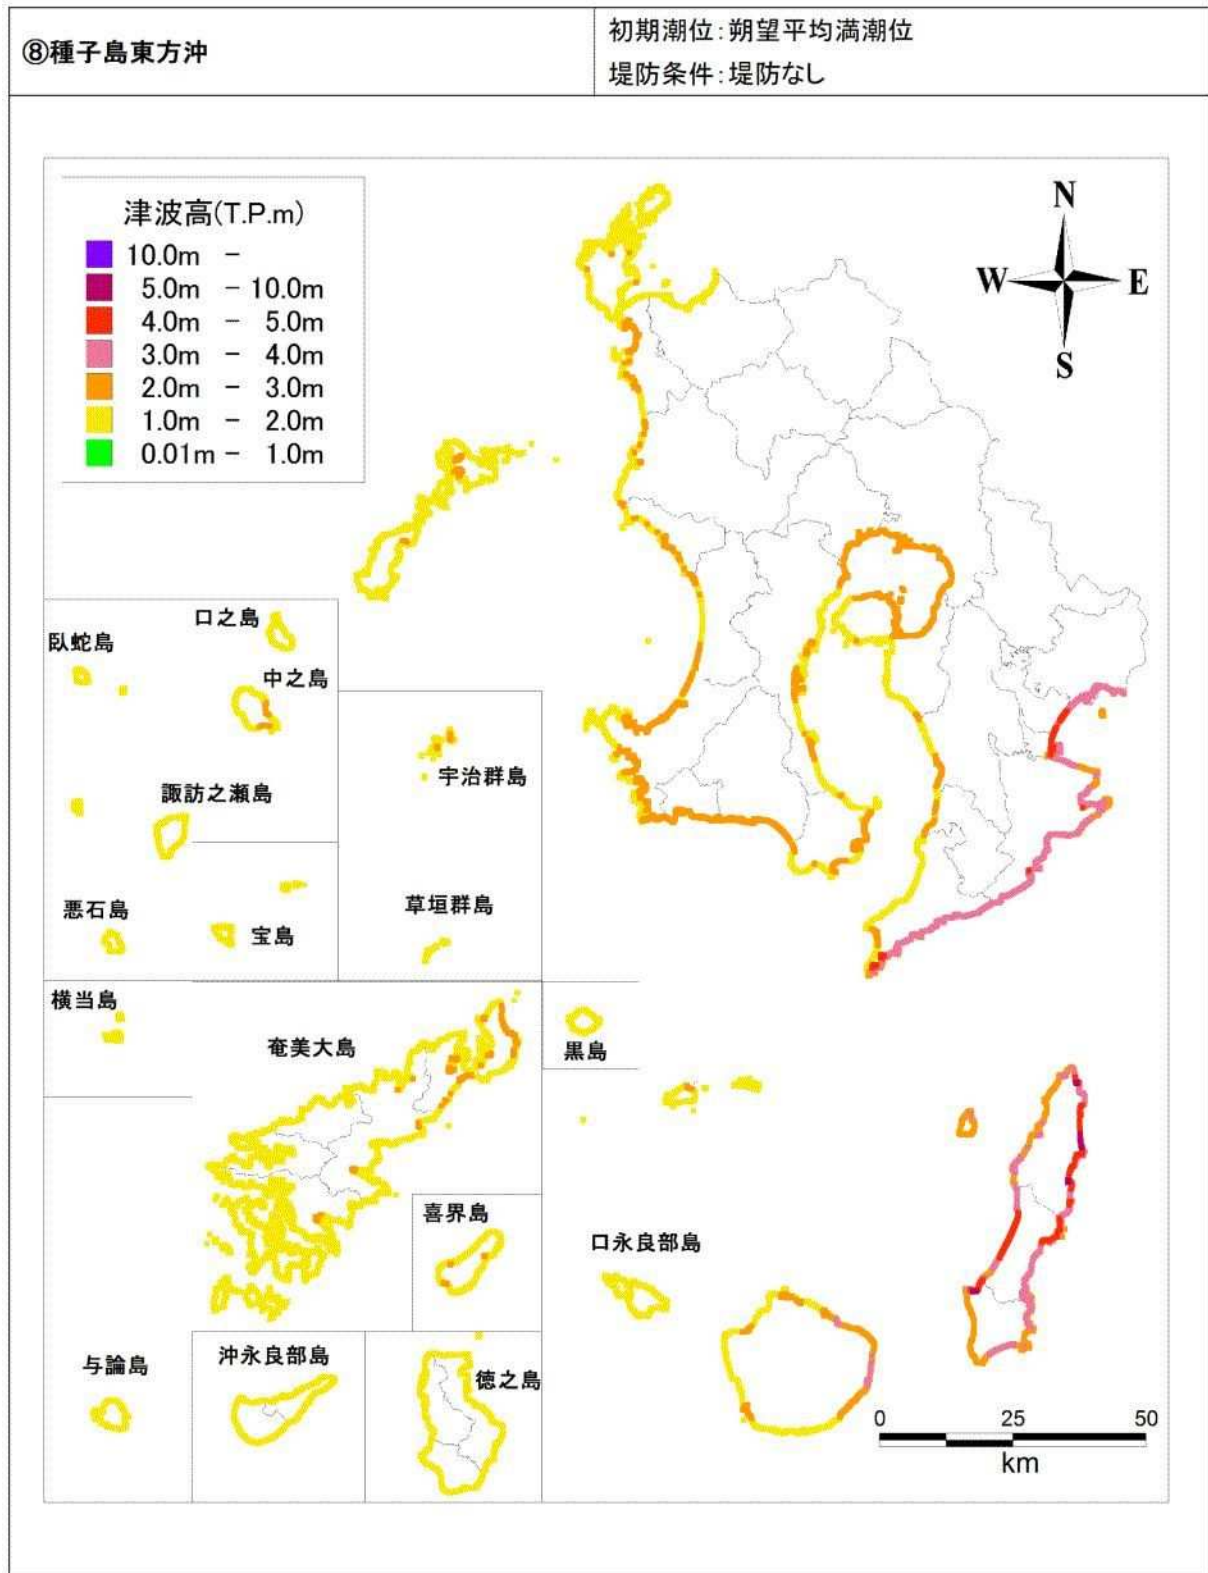 ⑧種子島東方沖
初期潮位:朔望平均満潮位
堤防条件:堤防なし
津波高(T.P.m)
10.0m －
5.0m － 10.0m
4.0m － 5.0m
3.0m － 4.0m
2.0m － 3.0m
1.0m － 2.0m
0.01m － 1.0m
N
W
E
S
口之島
臥蛇島
中之島
宇治群島
諏訪之瀬島
悪石島
宝島
草垣群島
横当島
奄美大島
黒島
喜界島
口永良部島
与論島
沖永良部島
徳之島
0 25 50
km